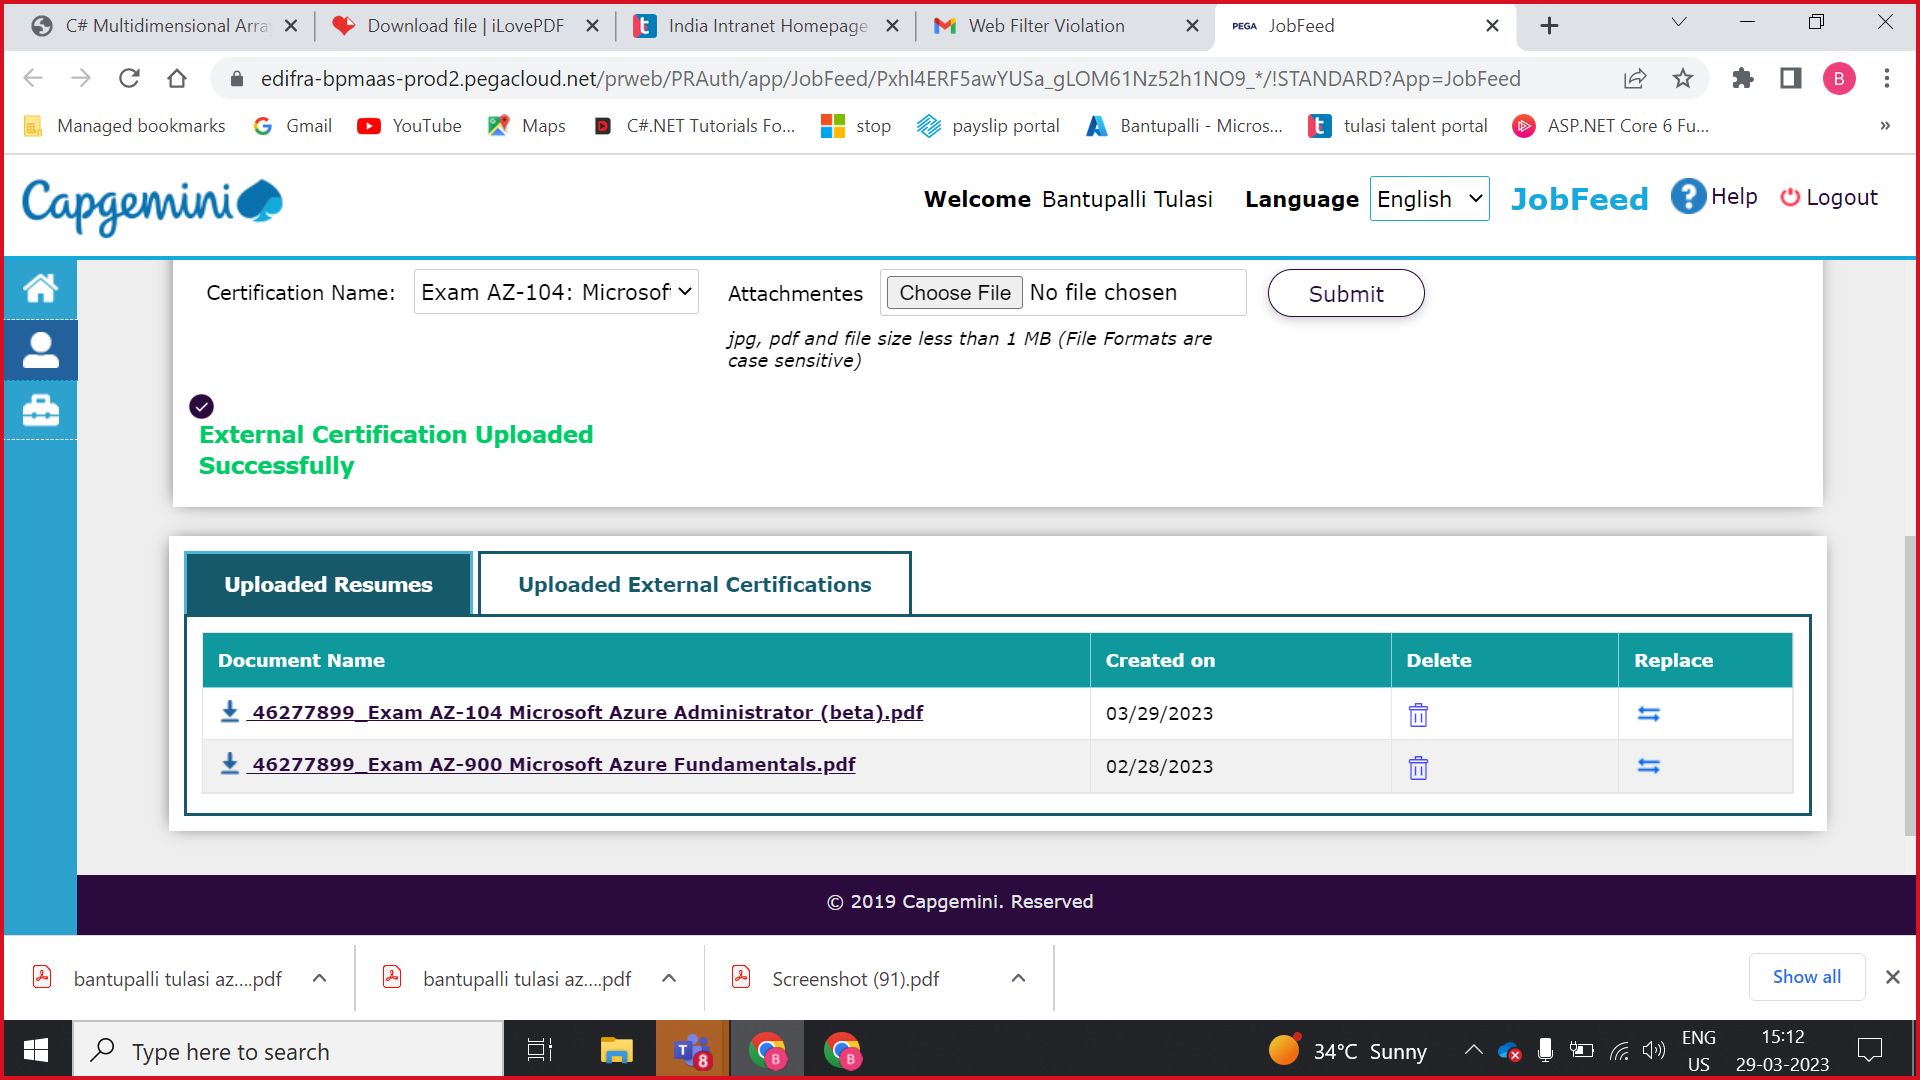 C# Multidimensional Arra
Download file | iLovePDF
India Intranet Homepage
Web Filter Violation
PEGA JobFeed
edifra-bpmaas-prod2.pegacloud.net/prweb/PRAuth/app/JobFeed/Pxhl4ERF5awYUSa_gLOM61Nz52h1NO9_*/!STANDARD?App=JobFeed
B
Managed bookmarks
Gmail
YouTube
Maps
C#.NET Tutorials Fo...
stop
payslip portal
Bantupalli - Micros...
tulasi talent portal
ASP.NET Core 6 Fu...
»
Capgemini
Welcome Bantupalli Tulasi
Language English
JobFeed
? Help
Logout
Certification Name: Exam AZ-104: Microsof
Attachmentes Choose File No file chosen
Submit
jpg, pdf and file size less than 1 MB (File Formats are
case sensitive)
External Certification Uploaded
Successfully
Uploaded Resumes
Uploaded External Certifications
Document Name Created on Delete Replace
46277899_Exam AZ-104 Microsoft Azure Administrator (beta).pdf 03/29/2023
46277899_Exam AZ-900 Microsoft Azure Fundamentals.pdf 02/28/2023
© 2019 Capgemini. Reserved
bantupalli tulasi az....pdf
bantupalli tulasi az....pdf
Screenshot (91).pdf
Show all
Type here to search
T 8
B
B
34°C Sunny
ENG
US
15:12
29-03-2023